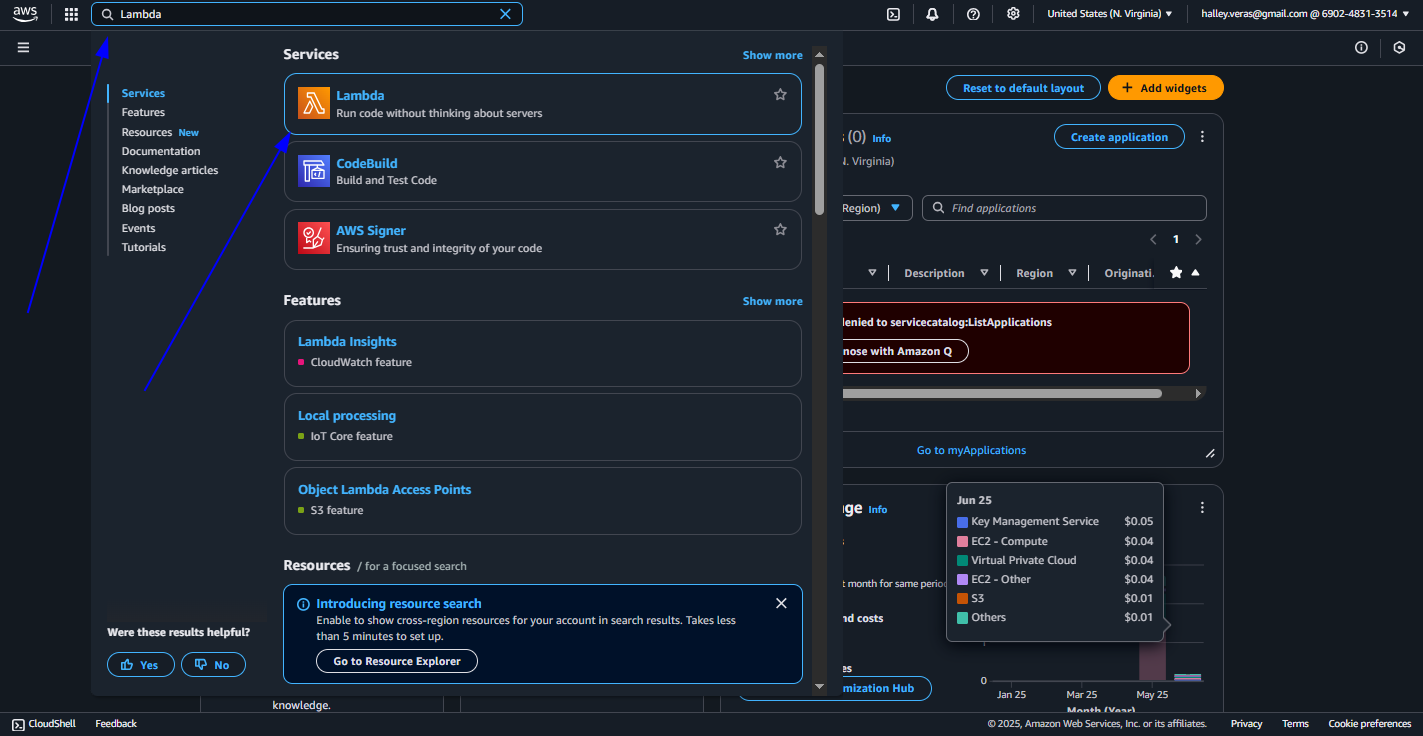 aws
Lambda
United States (N. Virginia)
halley.veras@gmail.com @ 6902-4831-3514
Services
Features
Resources New
Documentation
Knowledge articles
Marketplace
Blog posts
Events
Tutorials
Were these results helpful?
Yes
No
Services
Show more
Lambda
Run code without thinking about servers
CodeBuild
Build and Test Code
AWS Signer
Ensuring trust and integrity of your code
Features
Show more
Lambda Insights
CloudWatch feature
Local processing
IoT Core feature
Object Lambda Access Points
S3 feature
Resources / for a focused search
Introducing resource search
Enable to show cross-region resources for your account in search results. Takes less
than 5 minutes to set up.
Go to Resource Explorer
knowledge.
Reset to default layout
+ Add widgets
(0) Info
Create application
N. Virginia)
Region)
Find applications
1
Description
Region
Originati
denied to servicecatalog:ListApplications
nose with Amazon Q
Go to myApplications
ge Info
Jun 25
Key Management Service $0.05
EC2 - Compute $0.04
Virtual Private Cloud $0.04
EC2 - Other $0.04
S3 $0.01
Others $0.01
t month for same perio
nd costs
es
mization Hub
0
Jan 25
Mar 25
May 25
Month (Year)
CloudShell
Feedback
© 2025, Amazon Web Services, Inc. or its affiliates.
Privacy
Terms
Cookie preferences